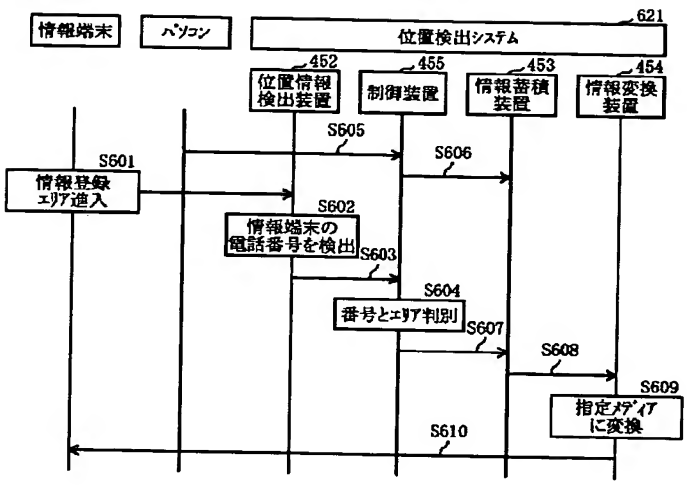 情報端末
パソコン
位置検出システム
621
452
455
453
454
位置情報
検出装置
制御装置
情報蓄積
装置
情報変換
装置
S605
S606
S601
情報登録
エリア進入
S602
情報端末の
電話番号を検出
S603
S604
番号とエリア判別
S607
S608
S609
指定メディア
に変換
S610